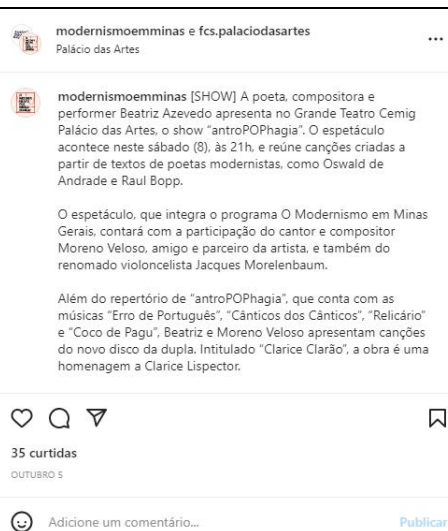 modernismoemminas e fcs.palaciodasartes
Palácio das Artes
modernismoemminas [SHOW] A poeta, compositora e
performer Beatriz Azevedo apresenta no Grande Teatro Cemig
Palácio das Artes, o show “antroPOPhagia”. O espetáculo
acontece neste sábado (8), às 21h, e reúne canções criadas a
partir de textos de poetas modernistas, como Oswald de
Andrade e Raul Bopp.
O espetáculo, que integra o programa O Modernismo em Minas
Gerais, contará com a participação do cantor e compositor
Moreno Veloso, amigo e parceiro da artista, e também do
renomado violoncelista Jacques Morelenbaum.
Além do repertório de “antroPOPhagia”, que conta com as
músicas “Erro de Português”, “Cânticos dos Cânticos”, “Relicário”
e “Coco de Pagu”, Beatriz e Moreno Veloso apresentam canções
do novo disco da dupla. Intitulado “Clarice Clarão”, a obra é uma
homenagem a Clarice Lispector.
35 curtidas
OUTUBRO 5
Adicione um comentário... Publicar